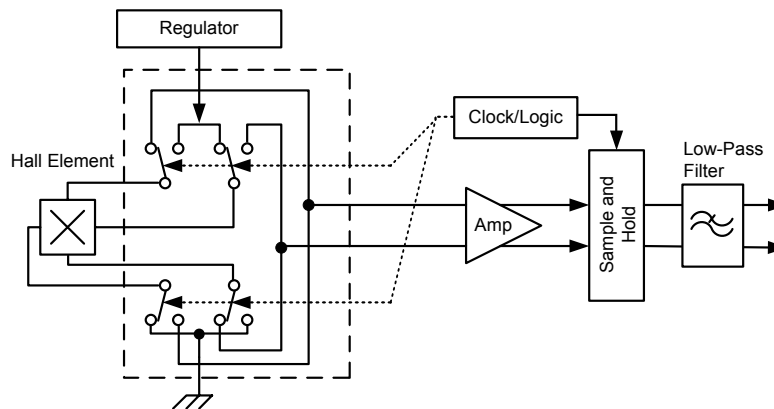 Regulator
Hall Element
Clock/Logic
Low-Pass
Filter
Amp
Sample and
Hold